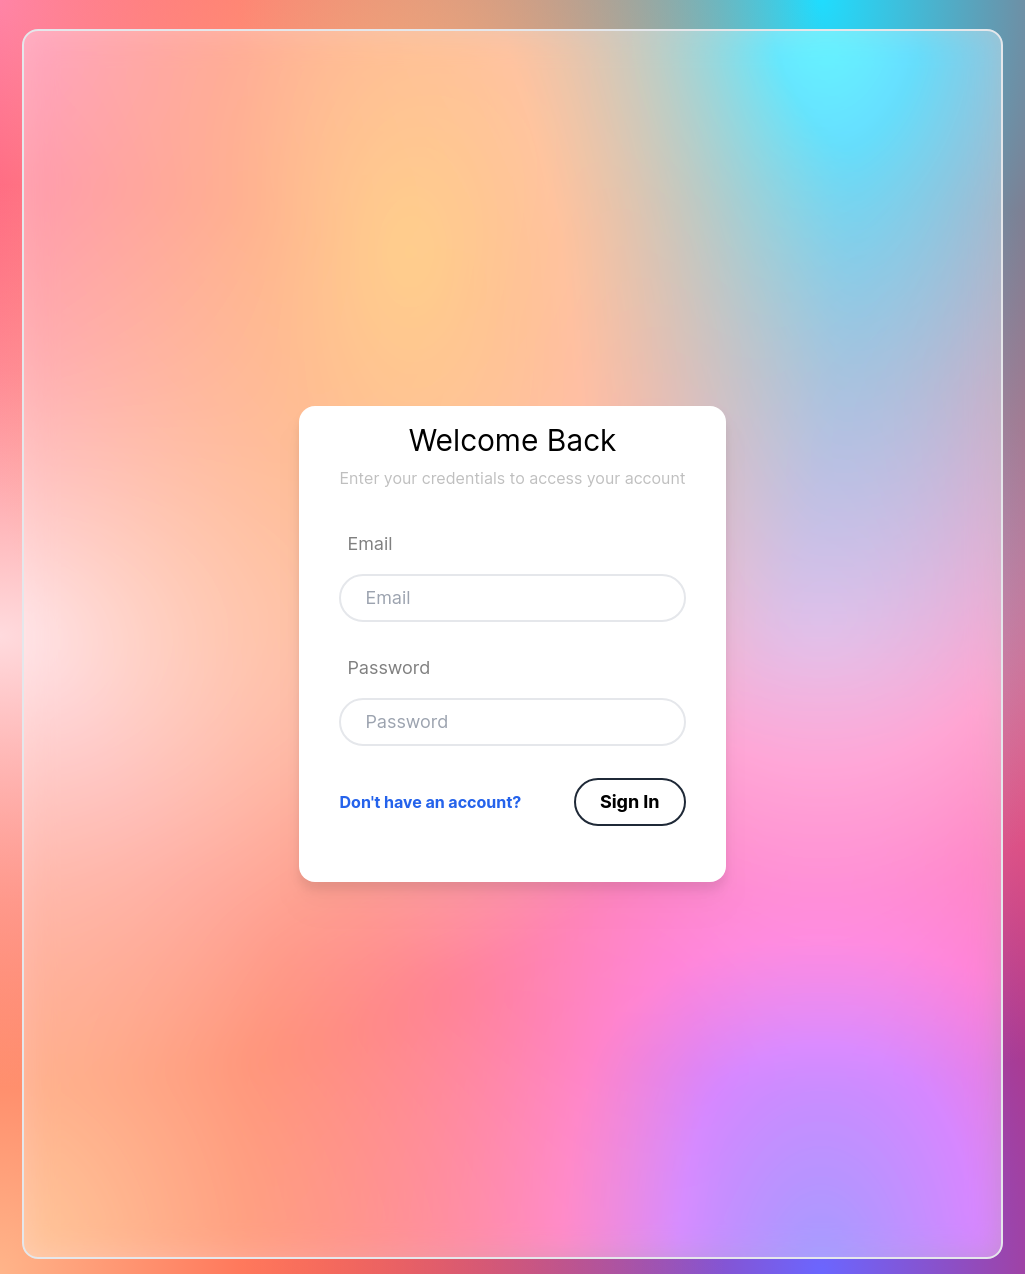 Welcome Back
Enter your credentials to access your account
Email
Email
Password
Password
Don't have an account?
Sign In